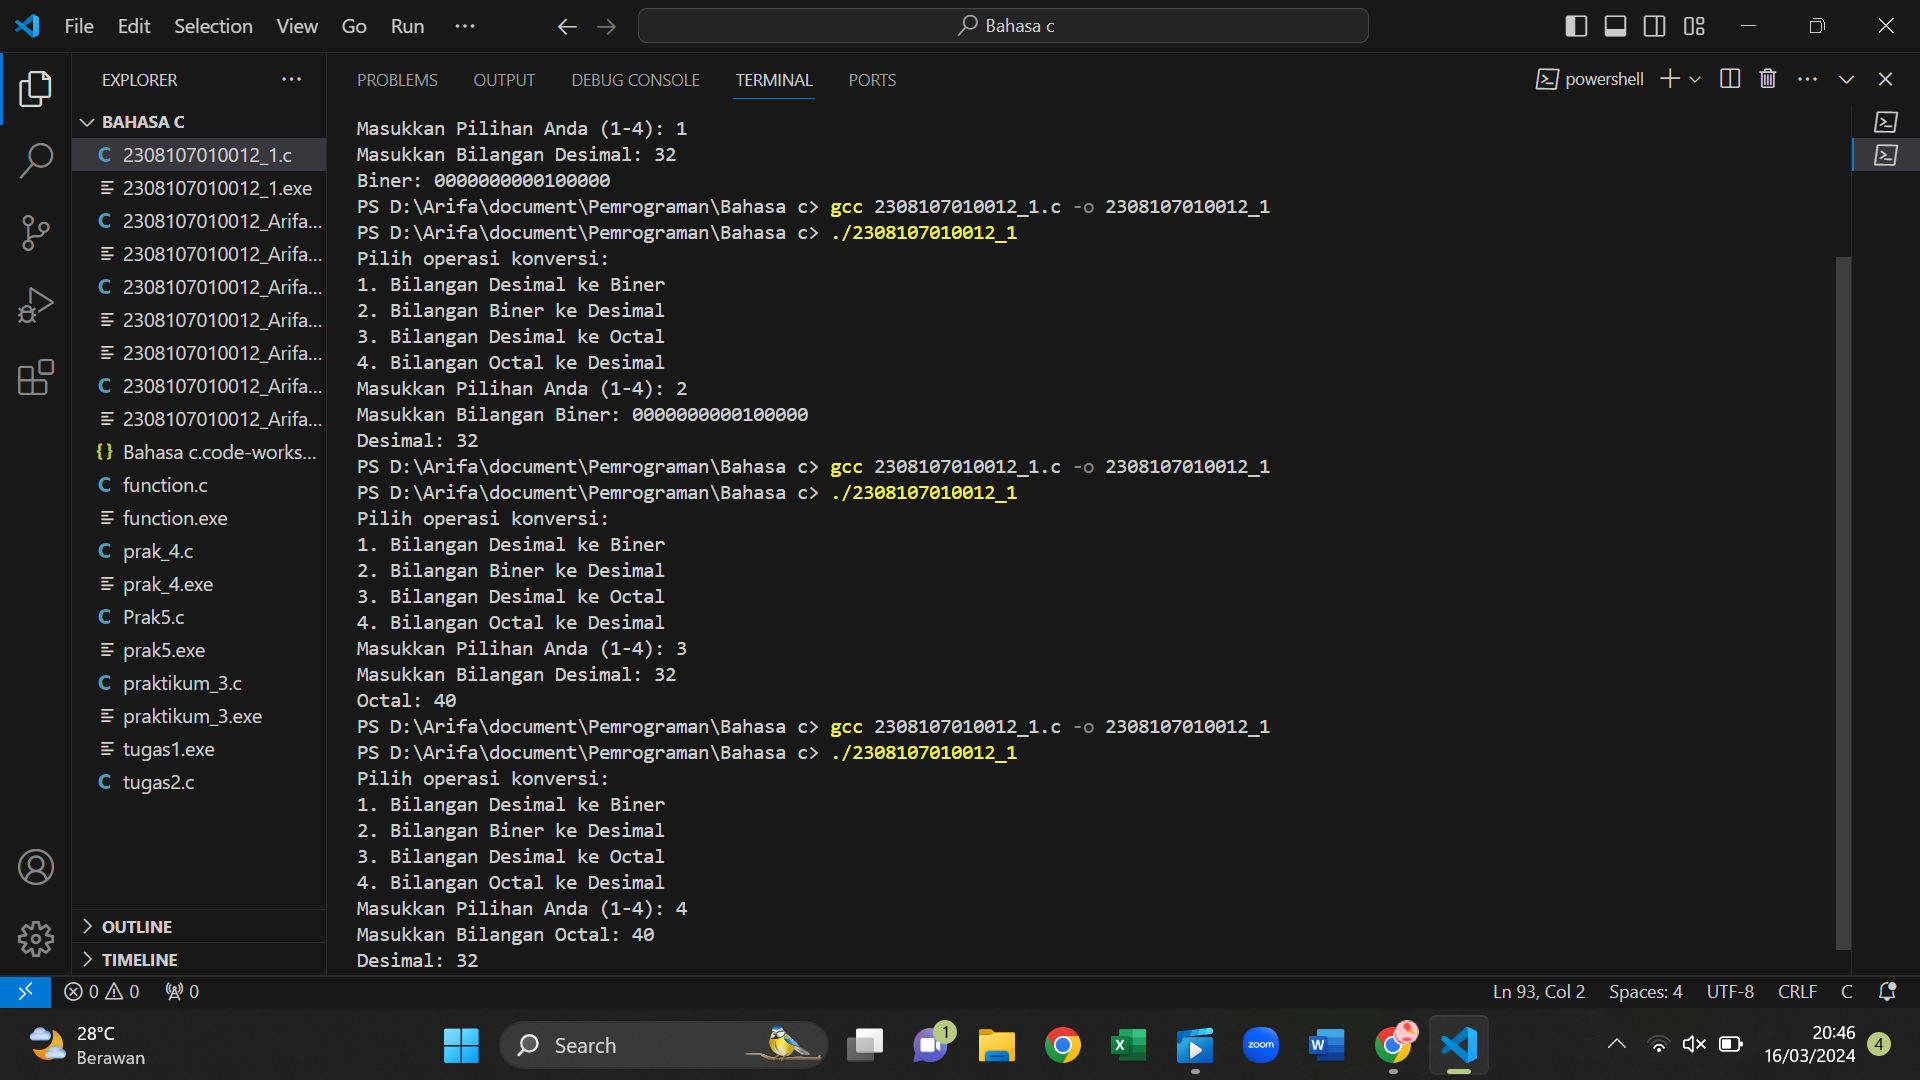 File Edit Selection View Go Run ···
Bahasa c
EXPLORER ···
BAHASA C
C 2308107010012_1.c
2308107010012_1.exe
C 2308107010012_Arifa...
2308107010012_Arifa...
C 2308107010012_Arifa...
2308107010012_Arifa...
2308107010012_Arifa...
C 2308107010012_Arifa...
2308107010012_Arifa...
{} Bahasa c.code-works...
C function.c
function.exe
C prak_4.c
prak_4.exe
C Prak5.c
prak5.exe
C praktikum_3.c
praktikum_3.exe
tugas1.exe
C tugas2.c
OUTLINE
TIMELINE
PROBLEMS OUTPUT DEBUG CONSOLE TERMINAL PORTS
powershell
Masukkan Pilihan Anda (1-4): 1
Masukkan Bilangan Desimal: 32
Biner: 0000000000100000
PS D:\Arifa\document\Pemrograman\Bahasa c> gcc 2308107010012_1.c -o 2308107010012_1
PS D:\Arifa\document\Pemrograman\Bahasa c> ./2308107010012_1
Pilih operasi konversi:
1. Bilangan Desimal ke Biner
2. Bilangan Biner ke Desimal
3. Bilangan Desimal ke Octal
4. Bilangan Octal ke Desimal
Masukkan Pilihan Anda (1-4): 2
Masukkan Bilangan Biner: 0000000000100000
Desimal: 32
PS D:\Arifa\document\Pemrograman\Bahasa c> gcc 2308107010012_1.c -o 2308107010012_1
PS D:\Arifa\document\Pemrograman\Bahasa c> ./2308107010012_1
Pilih operasi konversi:
1. Bilangan Desimal ke Biner
2. Bilangan Biner ke Desimal
3. Bilangan Desimal ke Octal
4. Bilangan Octal ke Desimal
Masukkan Pilihan Anda (1-4): 3
Masukkan Bilangan Desimal: 32
Octal: 40
PS D:\Arifa\document\Pemrograman\Bahasa c> gcc 2308107010012_1.c -o 2308107010012_1
PS D:\Arifa\document\Pemrograman\Bahasa c> ./2308107010012_1
Pilih operasi konversi:
1. Bilangan Desimal ke Biner
2. Bilangan Biner ke Desimal
3. Bilangan Desimal ke Octal
4. Bilangan Octal ke Desimal
Masukkan Pilihan Anda (1-4): 4
Masukkan Bilangan Octal: 40
Desimal: 32
0 0 0
Ln 93, Col 2 Spaces: 4 UTF-8 CRLF C
28°C
Berawan
Search
1
zoom
20:46
16/03/2024
4